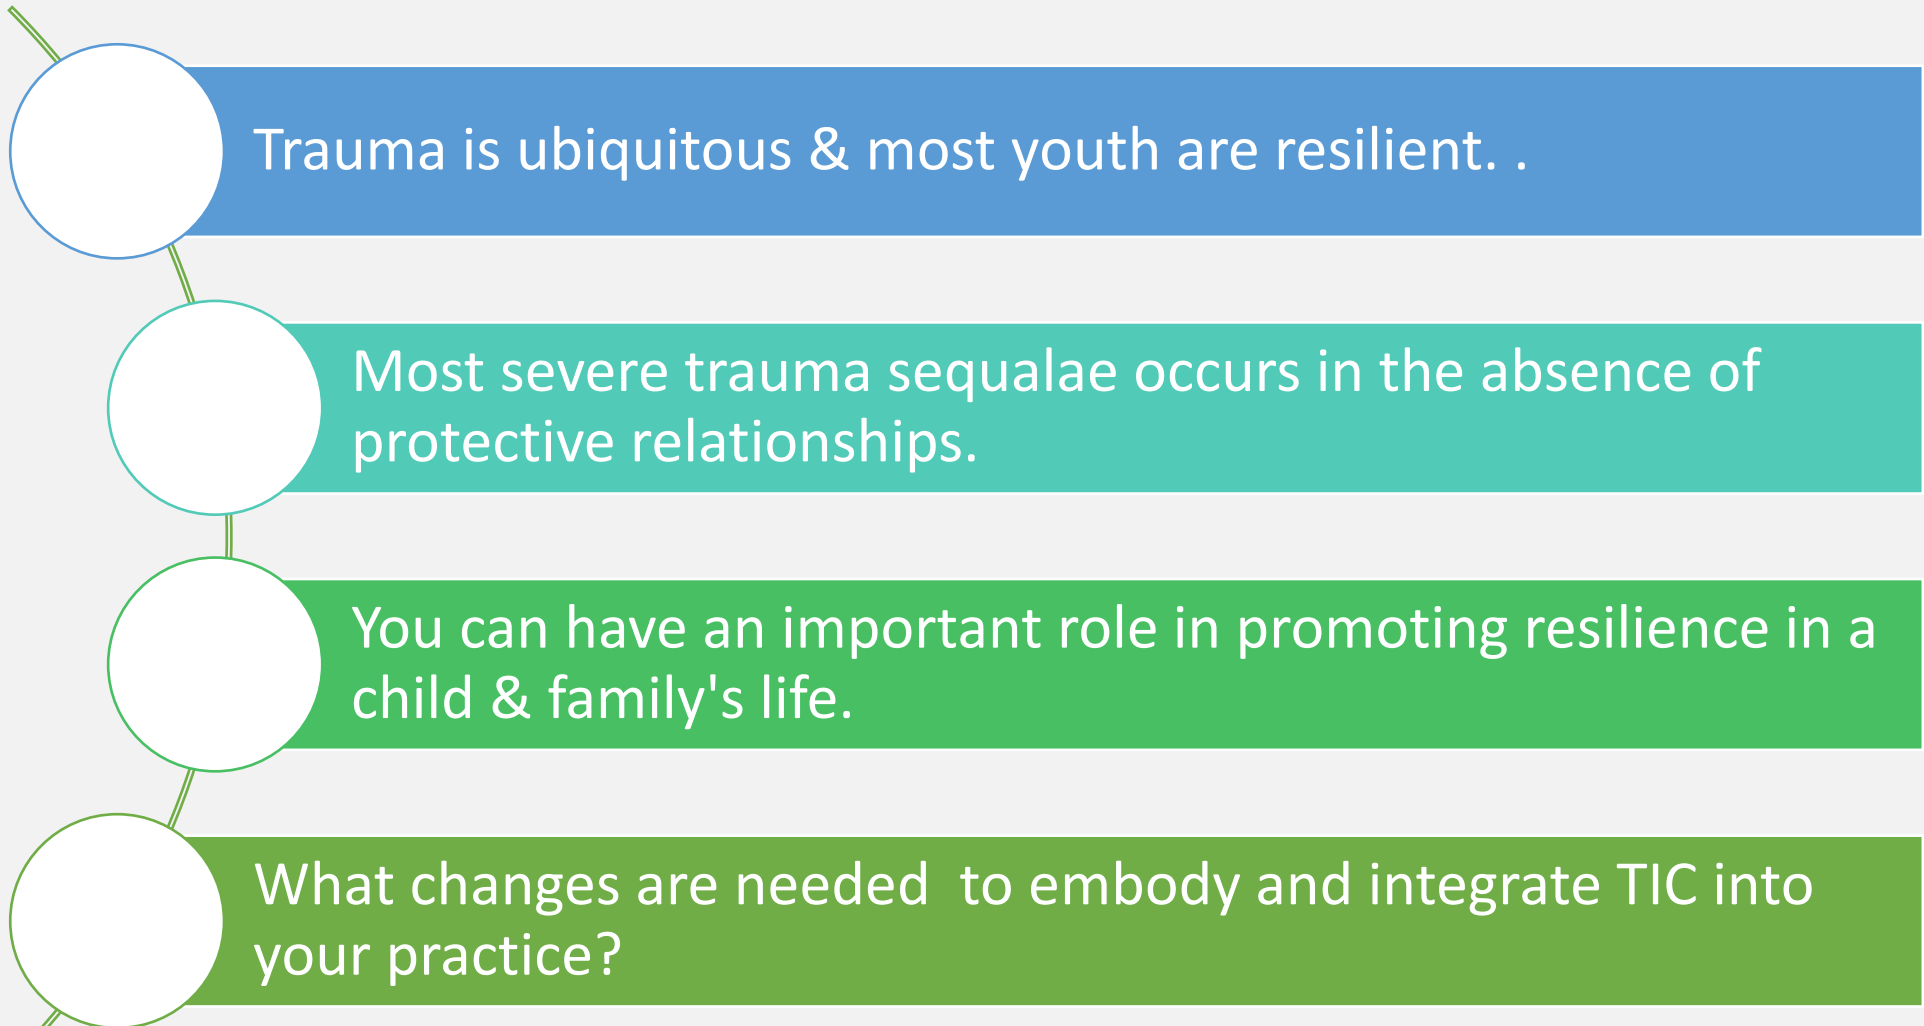 Trauma is ubiquitous & most youth are resilient. .
Most severe trauma sequalae occurs in the absence of
protective relationships.
You can have an important role in promoting resilience in a
child & family's life.
What changes are needed  to embody and integrate TIC into
your practice?